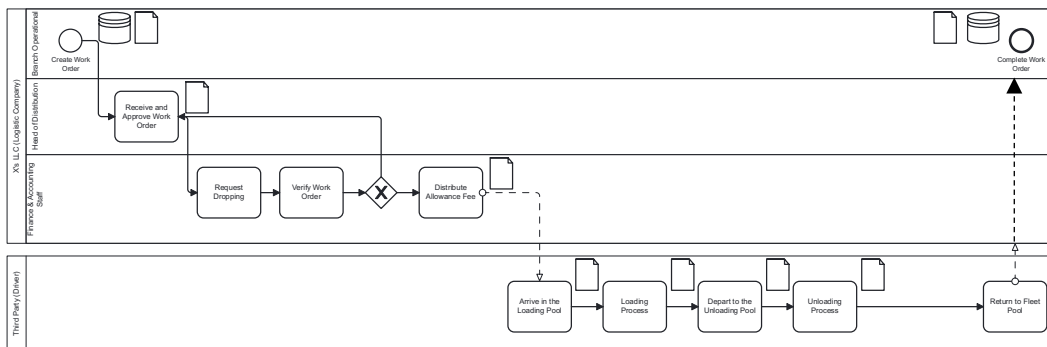 X's LLC (Logistic Company)
Branch Operational
Create Work
Order
Complete Work
Order
Head of Distribution
Receive and
Approve Work
Order
Finance & Accounting
Staff
Request
Dropping
Verify Work
Order
X
Distribute
Allowance Fee
Third Party (Driver)
Arrive in the
Loading Pool
Loading
Process
Depart to the
Unloading Pool
Unloading
Process
Return to Fleet
Pool